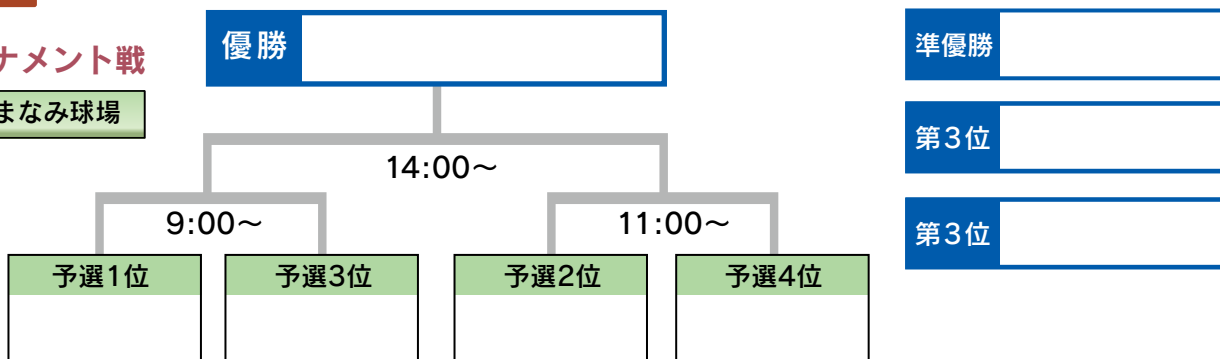 優勝
準優勝
ナメント戦
まなみ球場
第3位
14:00～
9:00～
11:00～
第3位
予選1位
予選3位
予選2位
予選4位